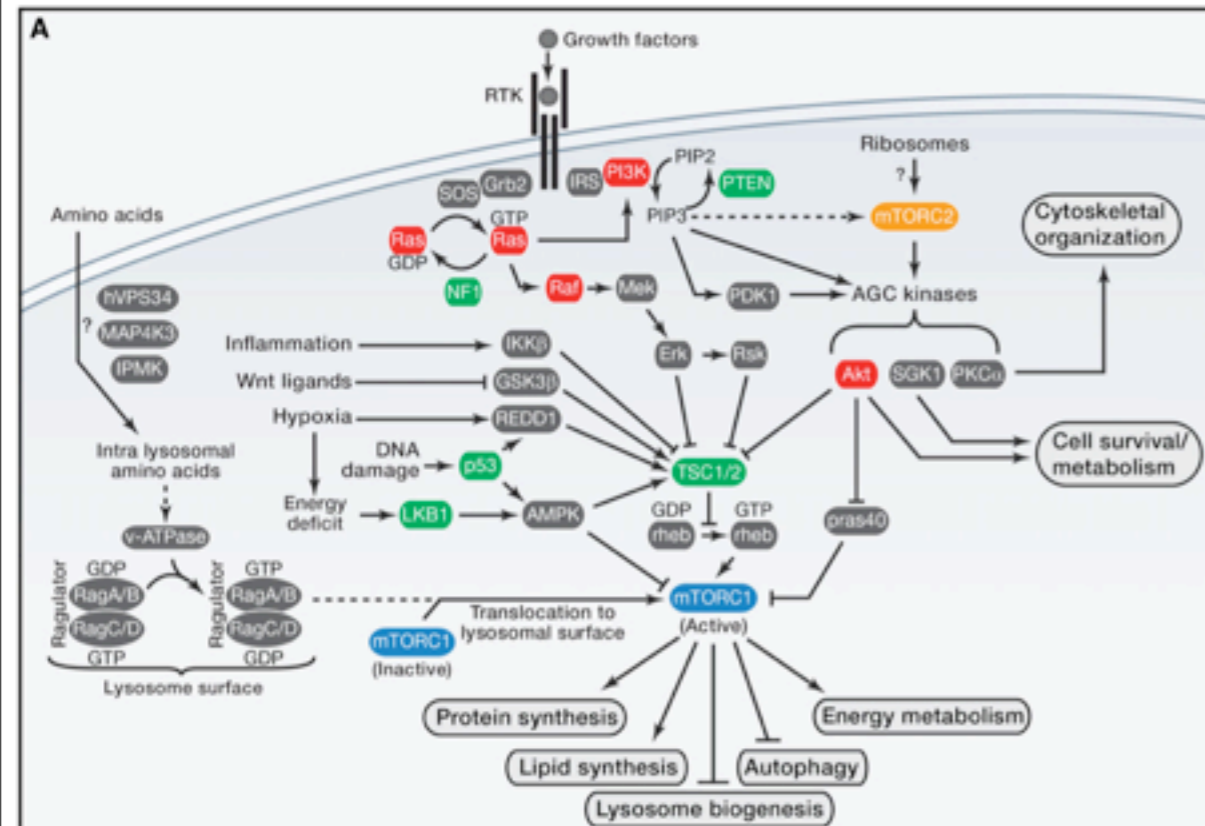 A
Growth factors
RTK
Ribosomes
?
PIP2
PI3K
IRS
PTEN
Grb2
SOS
PIP3
mTORC2
Cytoskeletal
organization
Amino acids
GTP
Ras
Ras
GDP
NF1
Raf
Mek
PDK1
AGC kinases
hVPS34
?
MAP4K3
IPMK
Inflammation
IKKβ
Erk
Rsk
Akt
SGK1
PKCα
Wnt ligands
GSK3β
Hypoxia
REDD1
Cell survival/
metabolism
DNA
damage
p53
TSC1/2
Intra lysosomal
amino acids
Energy
deficit
LKB1
AMPK
GDP
GTP
rheb
rheb
pras40
v-ATPase
Ragulator
GDP
RagA/B
RagC/D
GTP
Ragulator
GTP
RagA/B
RagC/D
GDP
Lysosome surface
mTORC1
(Inactive)
Translocation to
lysosomal surface
mTORC1
(Active)
Protein synthesis
Energy metabolism
Lipid synthesis
Autophagy
Lysosome biogenesis